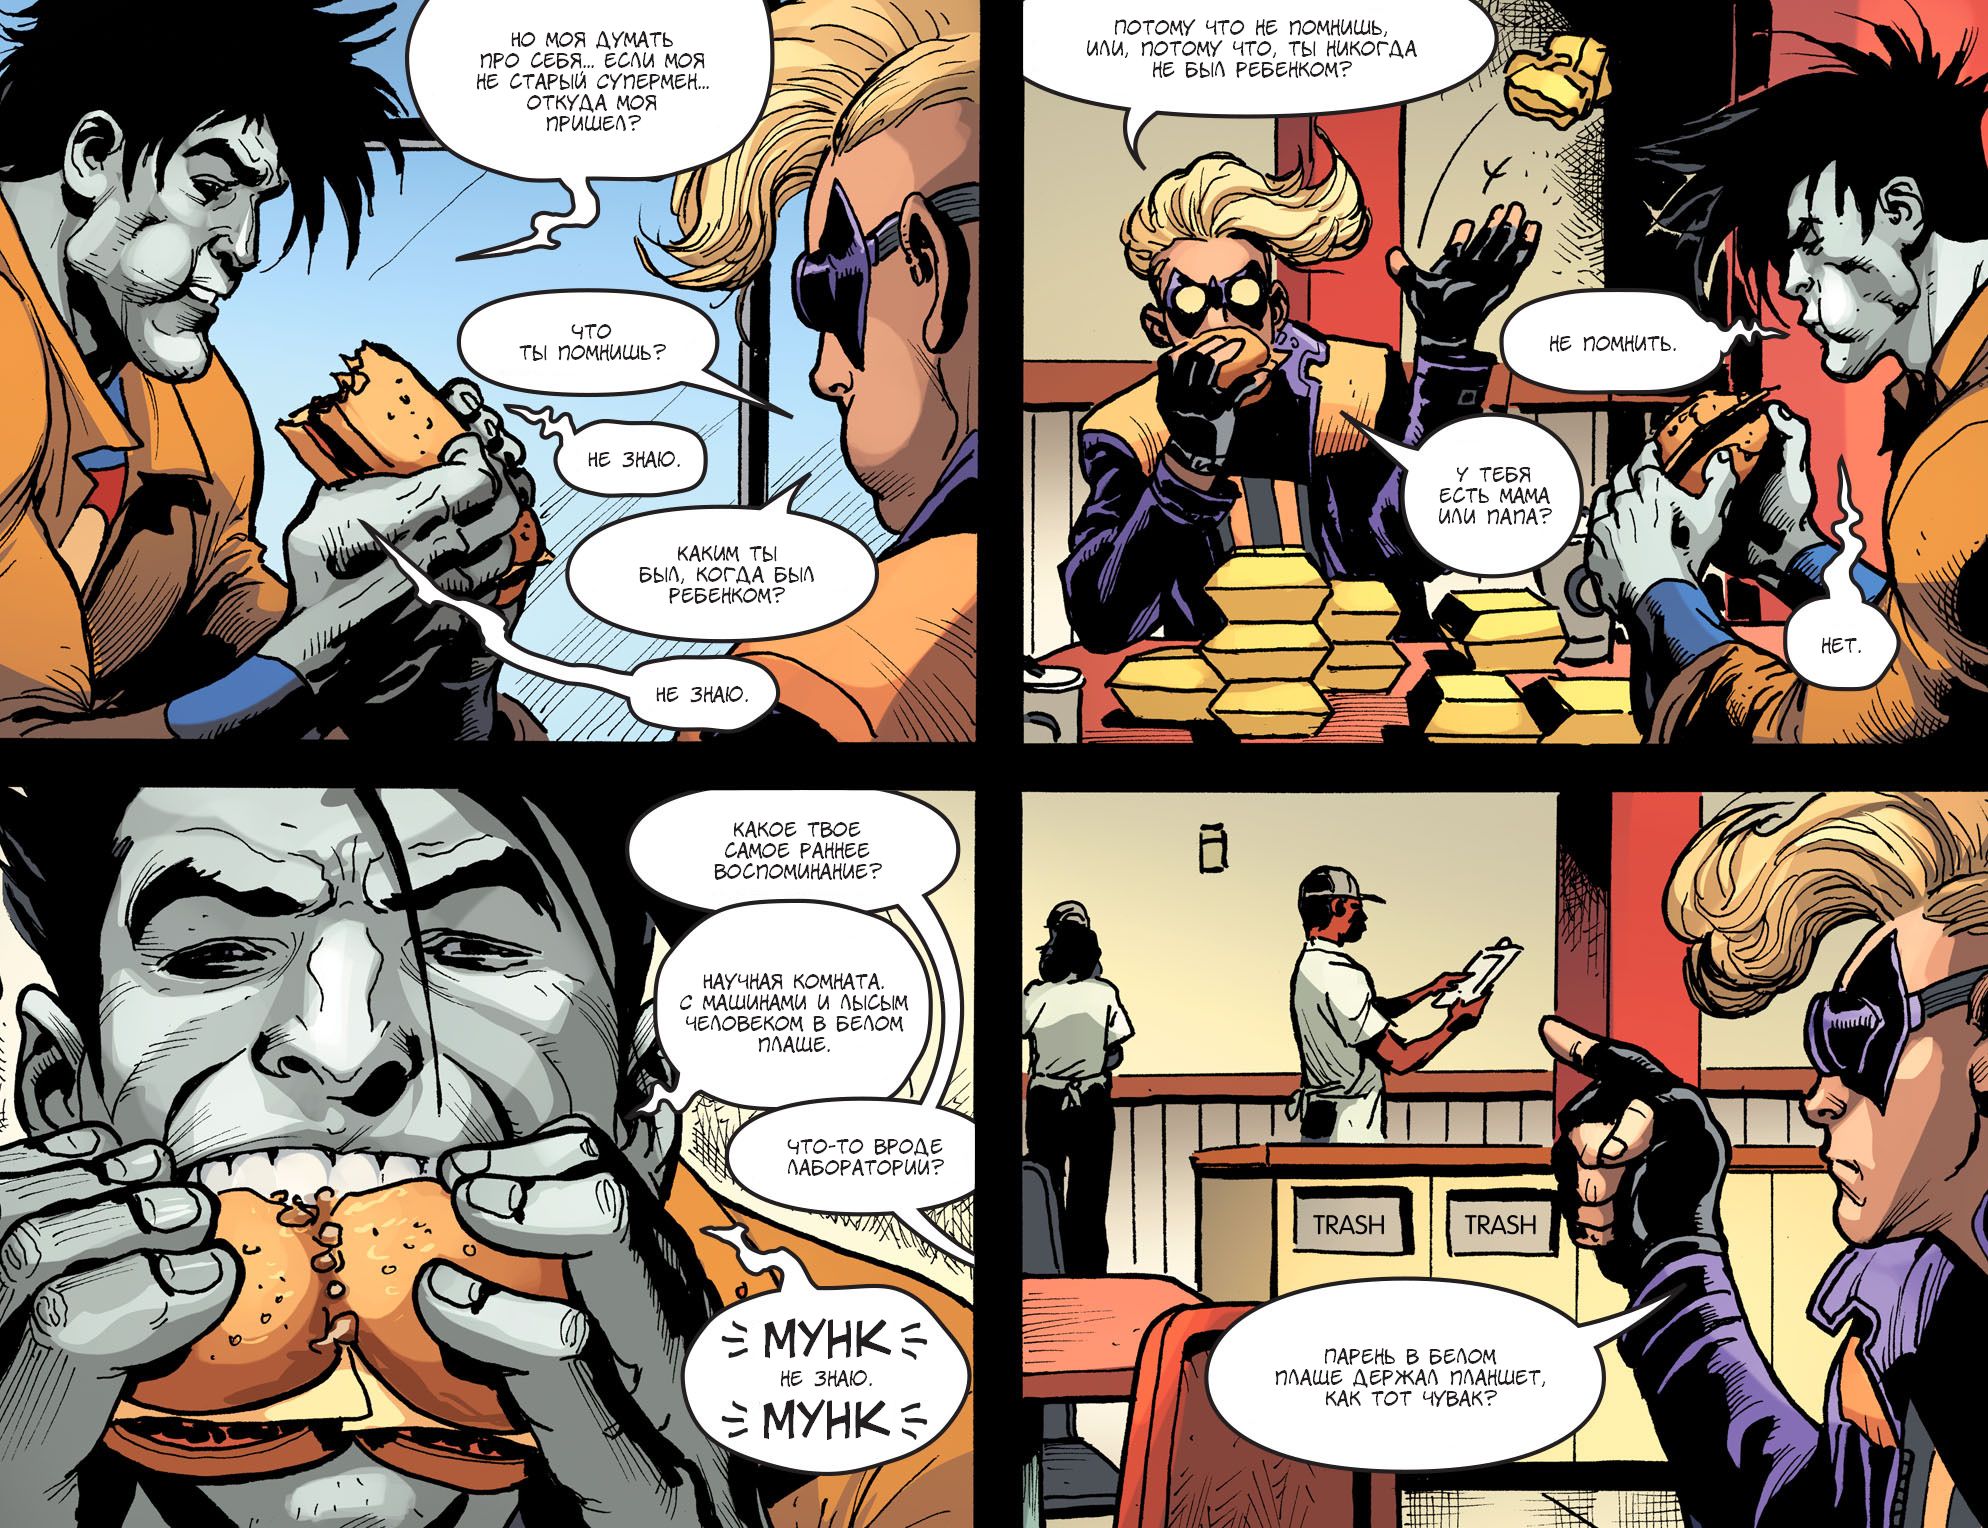 НО МОЯ ДУМАТЬ
ПРО СЕБЯ... ЕСЛИ МОЯ
НЕ СТАРЫЙ СУПЕРМЕН...
ОТКУДА МОЯ
ПРИШЕЛ?
ЧТО
ТЫ ПОМНИШЬ?
НЕ ЗНАЮ.
КАКИМ ТЫ
БЫЛ, КОГДА БЫЛ
РЕБЕНКОМ?
НЕ ЗНАЮ.
ПОТОМУ ЧТО НЕ ПОМНИШЬ,
ИЛИ, ПОТОМУ ЧТО, ТЫ НИКОГДА
НЕ БЫЛ РЕБЕНКОМ?
НЕ ПОМНИТЬ.
У ТЕБЯ
ЕСТЬ МАМА
ИЛИ ПАПА?
НЕТ.
КАКОЕ ТВОЕ
САМОЕ РАННЕЕ
ВОСПОМИНАНИЕ?
НАУЧНАЯ КОМНАТА.
С МАШИНАМИ И ЛЫСЫМ
ЧЕЛОВЕКОМ В БЕЛОМ
ПЛАЩЕ.
ЧТО-ТО ВРОДЕ
ЛАБОРАТОРИИ?
МУНК
НЕ ЗНАЮ.
МУНК
TRASH
TRASH
ПАРЕНЬ В БЕЛОМ
ПЛАЩЕ ДЕРЖАЛ ПЛАНШЕТ,
КАК ТОТ ЧУВАК?